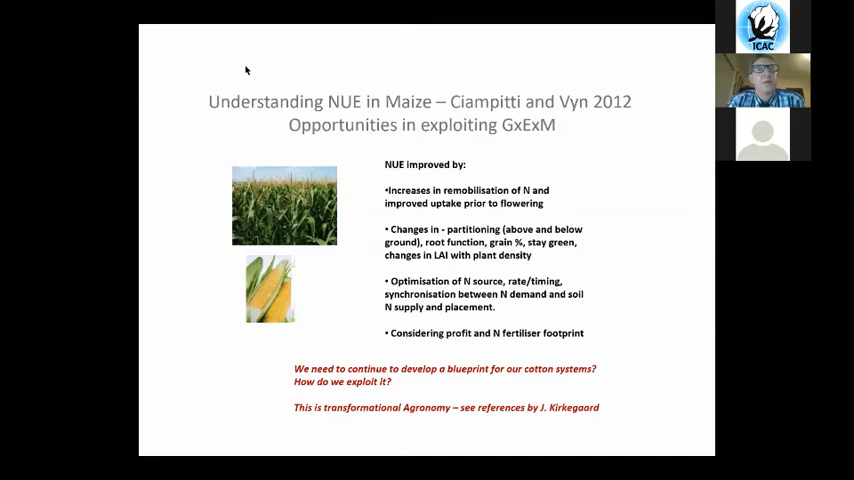 ICAC
Understanding NUE in Maize – Ciampitti and Vyn 2012
Opportunities in exploiting GxExM
NUE improved by:
•Increases in remobilisation of N and
improved uptake prior to flowering
• Changes in - partitioning (above and below
ground), root function, grain %, stay green,
changes in LAI with plant density
• Optimisation of N source, rate/timing,
synchronisation between N demand and soil
N supply and placement.
• Considering profit and N fertiliser footprint
We need to continue to develop a blueprint for our cotton systems?
How do we exploit it?
This is transformational Agronomy – see references by J. Kirkegaard